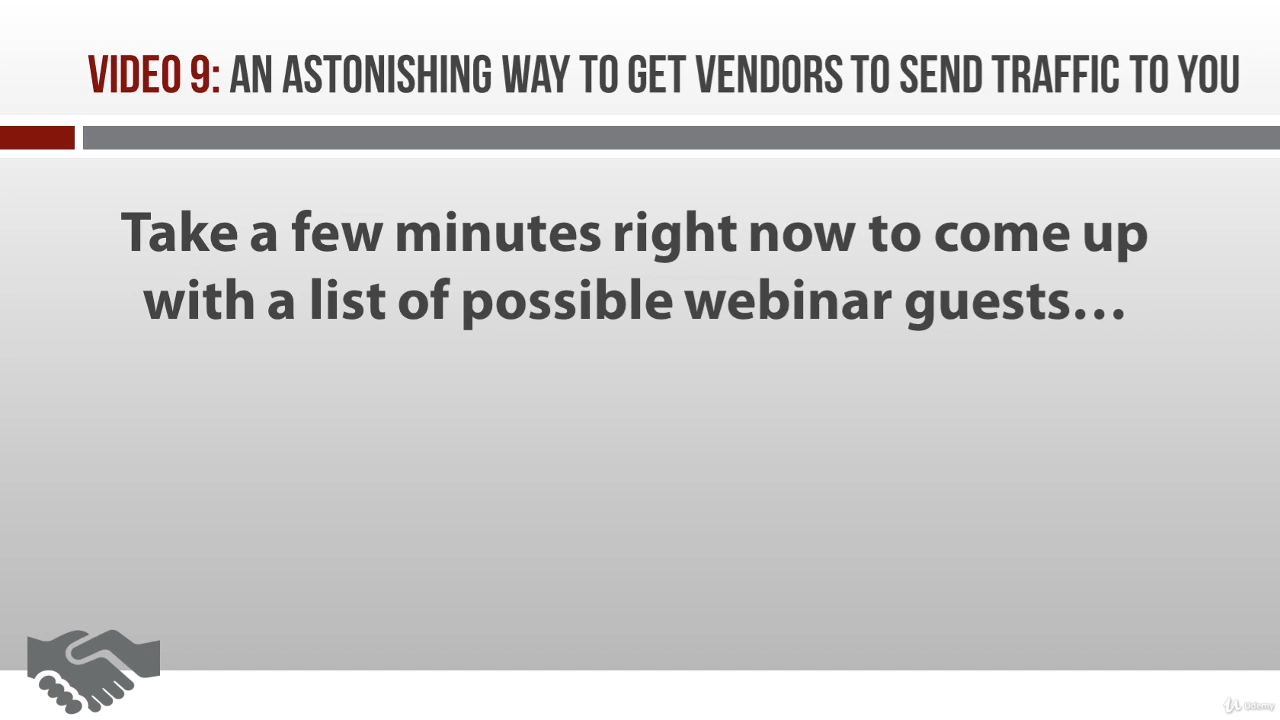 VIDEO 9: AN ASTONISHING WAY TO GET VENDORS TO SEND TRAFFIC TO YOU
Take a few minutes right now to come up
with a list of possible webinar guests…
Udemy